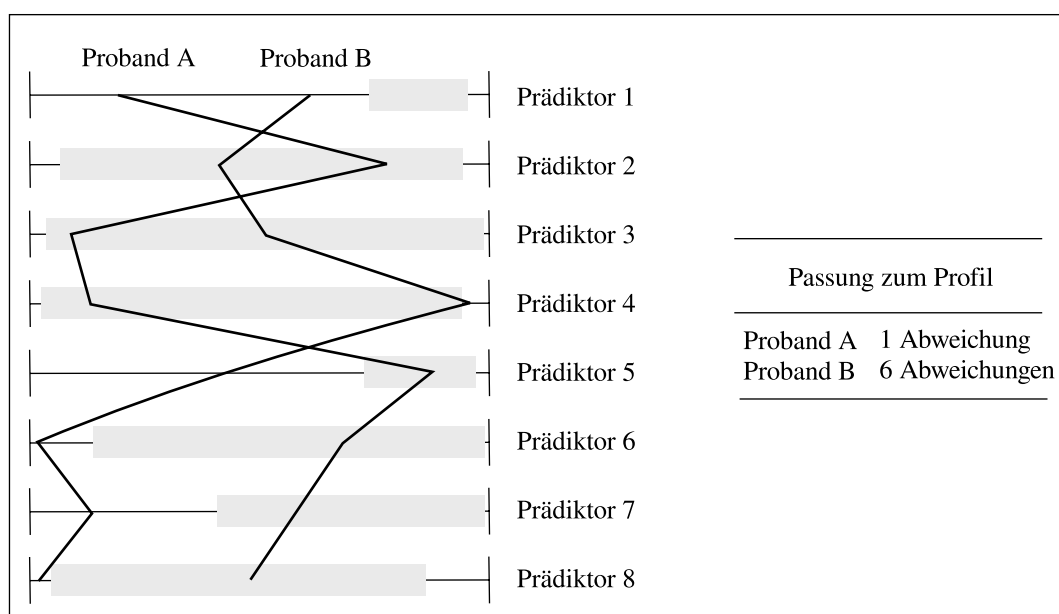 Proband A Proband B
Prädiktor 1
Prädiktor 2
Prädiktor 3
Prädiktor 4
Prädiktor 5
Prädiktor 6
Prädiktor 7
Prädiktor 8
Passung zum Profil
Proband A 1 Abweichung
Proband B 6 Abweichungen